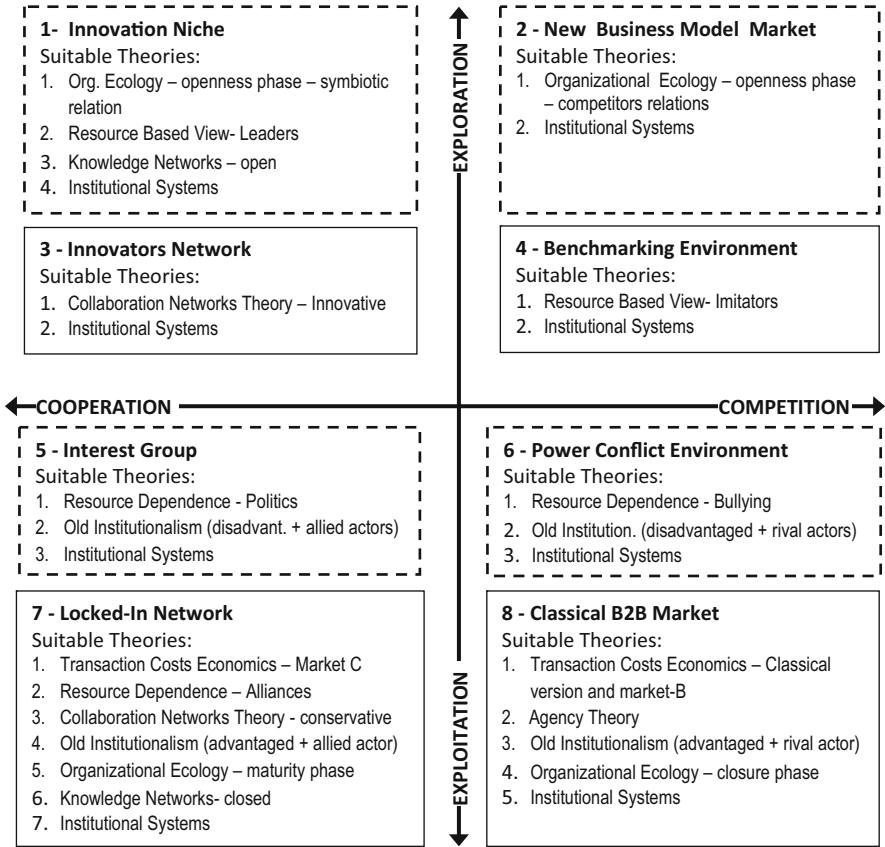 1- Innovation Niche
Suitable Theories:
1. Org. Ecology – openness phase – symbiotic
relation
2. Resource Based View- Leaders
3. Knowledge Networks – open
4. Institutional Systems
EXPLORATION
2 - New Business Model Market
Suitable Theories:
1. Organizational Ecology – openness phase
– competitors relations
2. Institutional Systems
3 - Innovators Network
Suitable Theories:
1. Collaboration Networks Theory – Innovative
2. Institutional Systems
4 - Benchmarking Environment
Suitable Theories:
1. Resource Based View- Imitators
2. Institutional Systems
COOPERATION
COMPETITION
5 - Interest Group
Suitable Theories:
1. Resource Dependence - Politics
2. Old Institutionalism (disadvant. + allied actors)
3. Institutional Systems
6 - Power Conflict Environment
Suitable Theories:
1. Resource Dependence - Bullying
2. Old Institution. (disadvantaged + rival actors)
3. Institutional Systems
7 - Locked-In Network
Suitable Theories:
1. Transaction Costs Economics – Market C
2. Resource Dependence – Alliances
3. Collaboration Networks Theory - conservative
4. Old Institutionalism (advantaged + allied actor)
5. Organizational Ecology – maturity phase
6. Knowledge Networks- closed
7. Institutional Systems
EXPLOITATION
8 - Classical B2B Market
Suitable Theories:
1. Transaction Costs Economics – Classical
version and market-B
2. Agency Theory
3. Old Institutionalism (advantaged + rival actor)
4. Organizational Ecology – closure phase
5. Institutional Systems